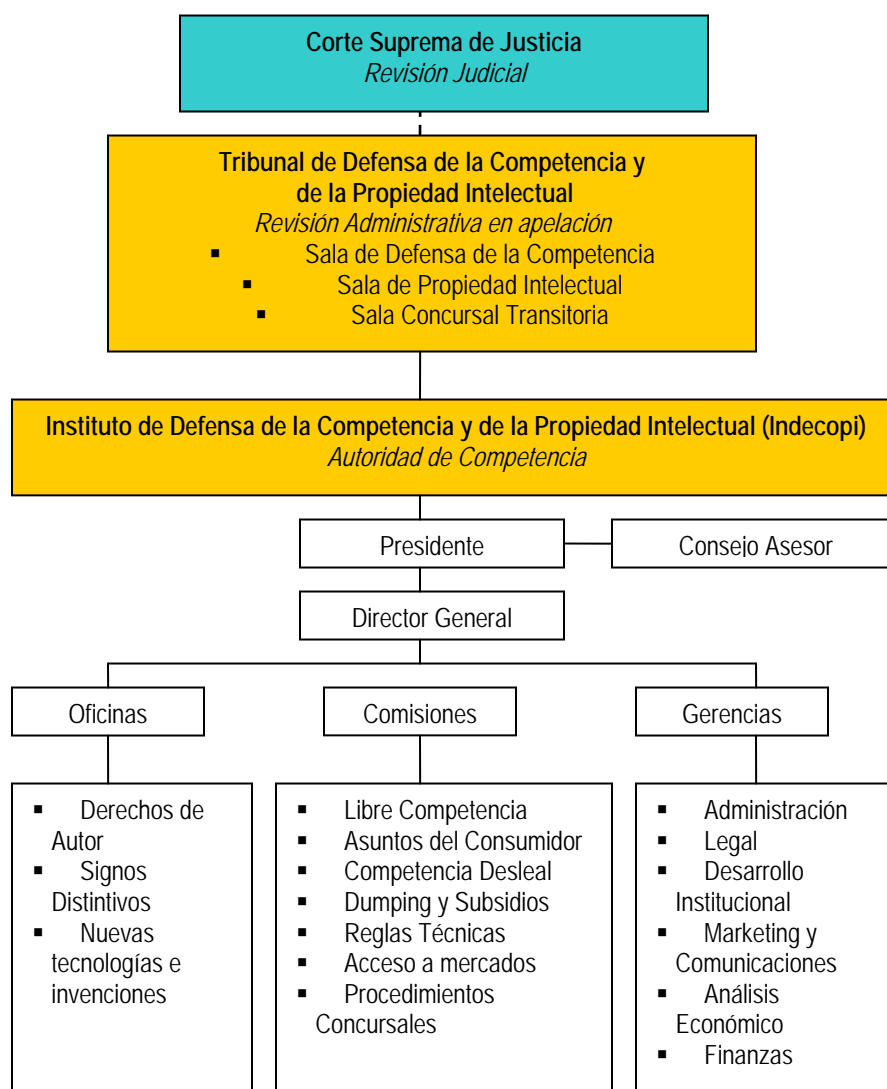 Corte Suprema de Justicia
Revisión Judicial
Tribunal de Defensa de la Competencia y
de la Propiedad Intelectual
Revisión Administrativa en apelación
▪ Sala de Defensa de la Competencia
▪ Sala de Propiedad Intelectual
▪ Sala Concursal Transitoria
Instituto de Defensa de la Competencia y de la Propiedad Intelectual (Indecopi)
Autoridad de Competencia
Presidente
Consejo Asesor
Director General
Oficinas
Comisiones
Gerencias
▪ Derechos de
Autor
▪ Signos
Distintivos
▪ Nuevas
tecnologías e
invenciones
▪ Libre Competencia
▪ Asuntos del Consumidor
▪ Competencia Desleal
▪ Dumping y Subsidios
▪ Reglas Técnicas
▪ Acceso a mercados
▪ Procedimientos
Concursales
▪ Administración
▪ Legal
▪ Desarrollo
Institucional
▪ Marketing y
Comunicaciones
▪ Análisis
Económico
▪ Finanzas